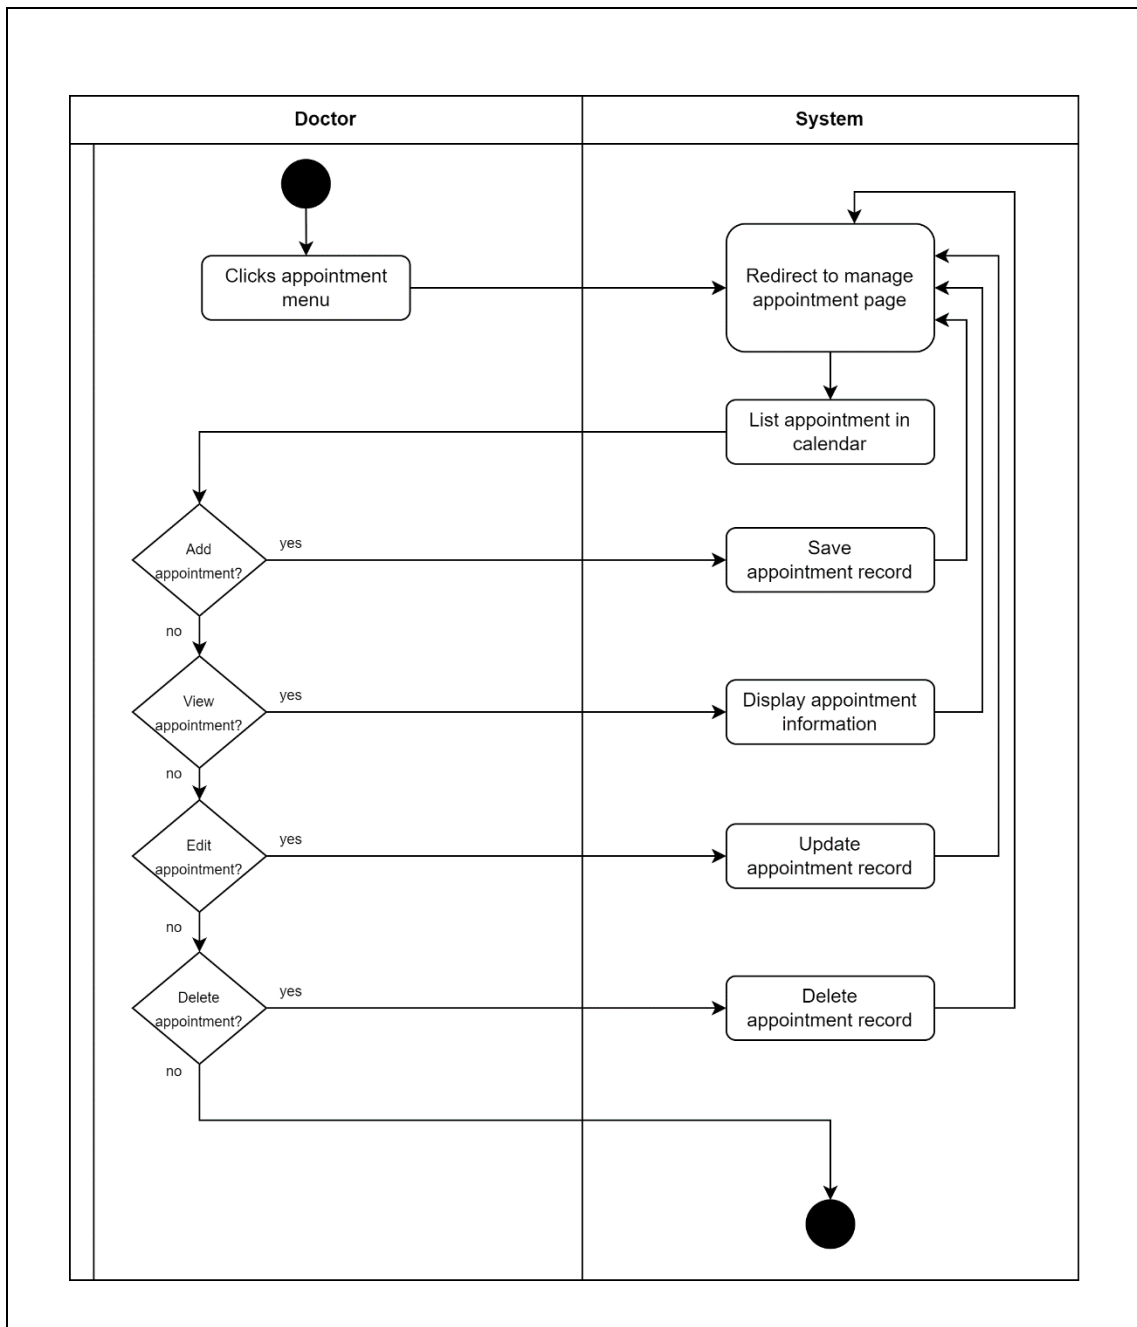 Doctor
System
Clicks appointment
menu
Redirect to manage
appointment page
List appointment in
calendar
Add
appointment?
yes
Save
appointment record
no
View
appointment?
yes
Display appointment
information
no
Edit
appointment?
yes
Update
appointment record
no
Delete
appointment?
yes
Delete
appointment record
no